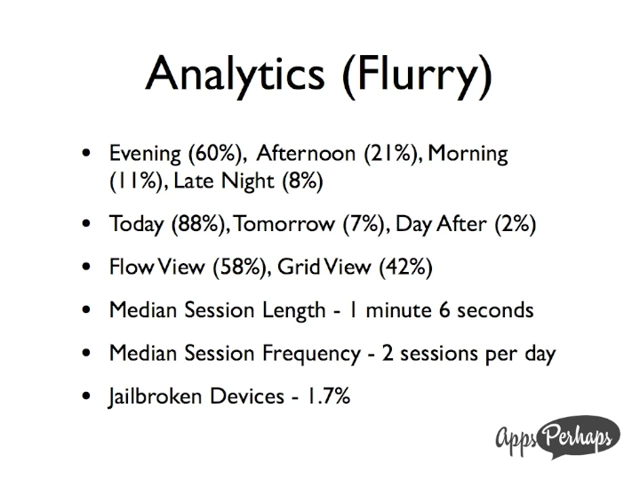 Analytics (Flurry)
• Evening (60%), Afternoon (21%), Morning
(11%), Late Night (8%)
• Today (88%), Tomorrow (7%), Day After (2%)
• Flow View (58%), Grid View (42%)
• Median Session Length - 1 minute 6 seconds
• Median Session Frequency - 2 sessions per day
• Jailbroken Devices - 1.7%
Apps Perhaps